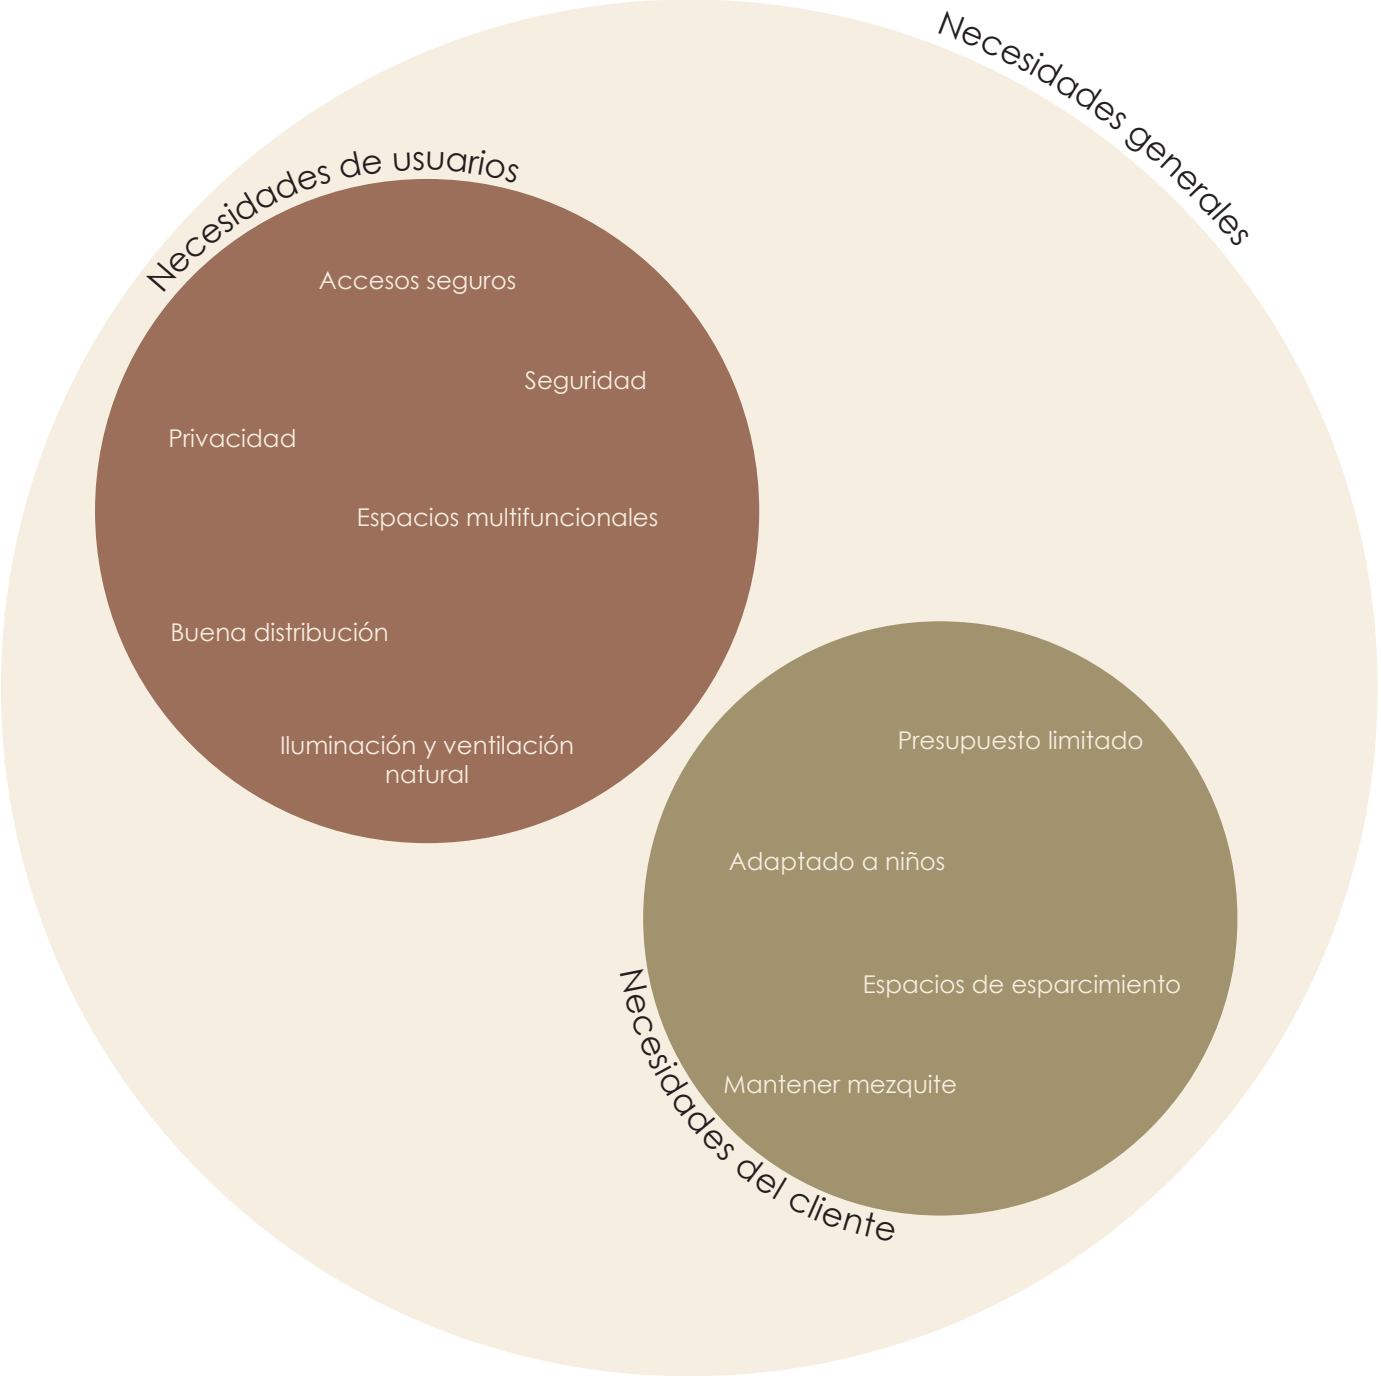 Necesidades generales
Necesidades de usuarios
Accesos seguros
Seguridad
Privacidad
Espacios multifuncionales
Buena distribución
Iluminación y ventilación
natural
Presupuesto limitado
Adaptado a niños
Espacios de esparcimiento
Mantener mezquite
Necesidades del cliente